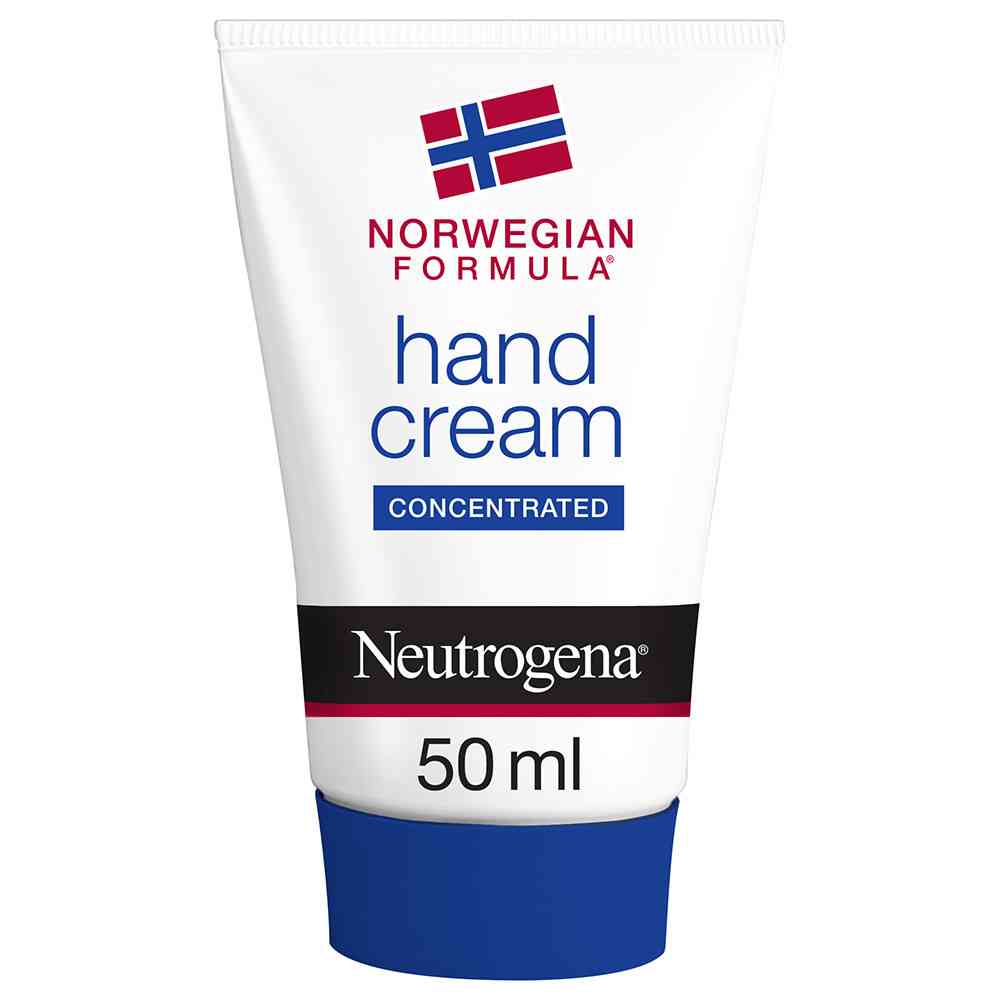 NORWEGIAN
FORMULA®
hand
cream
CONCENTRATED
Neutrogena®
50 ml